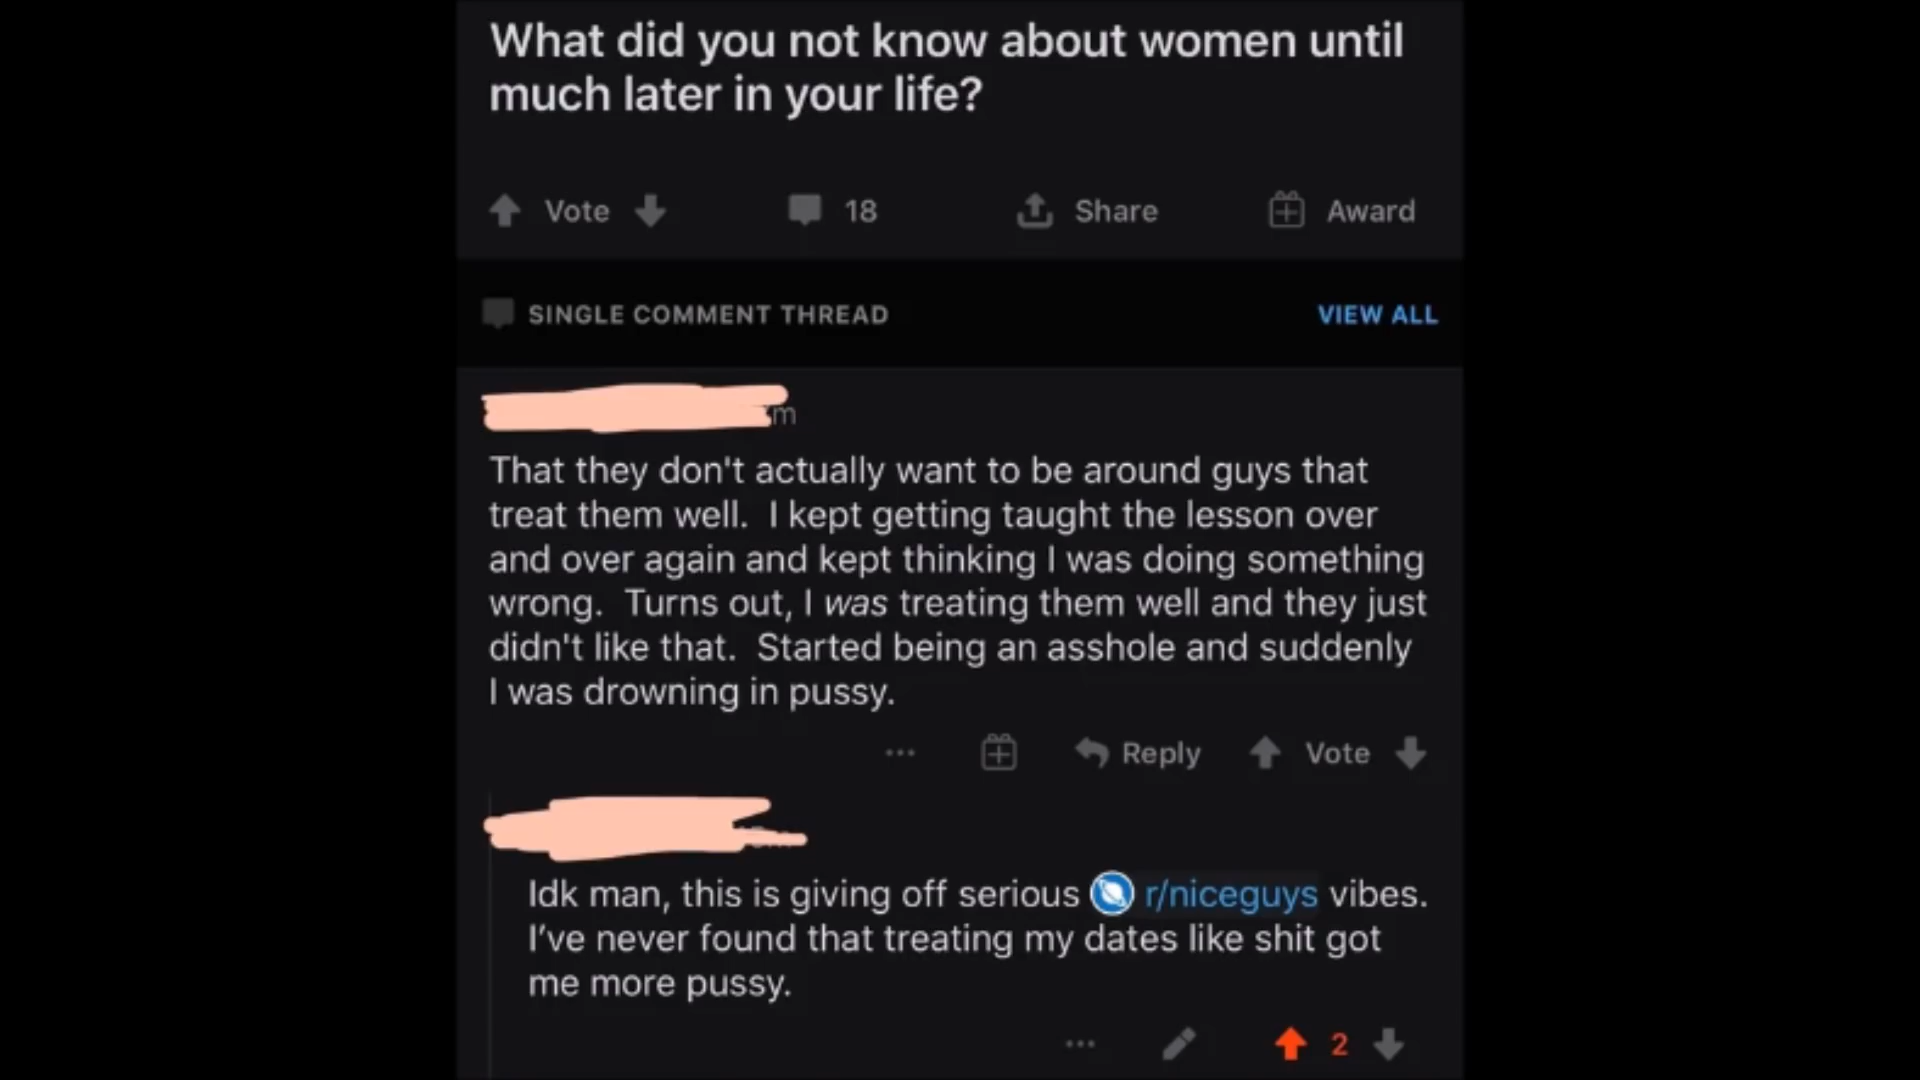 What did you not know about women until
much later in your life?
Vote 18 Share Award
SINGLE COMMENT THREAD VIEW ALL
m
That they don't actually want to be around guys that
treat them well. I kept getting taught the lesson over
and over again and kept thinking I was doing something
wrong. Turns out, I was treating them well and they just
didn't like that. Started being an asshole and suddenly
I was drowning in pussy.
Reply Vote
Idk man, this is giving off serious r/niceguys vibes.
I've never found that treating my dates like shit got
me more pussy.
2